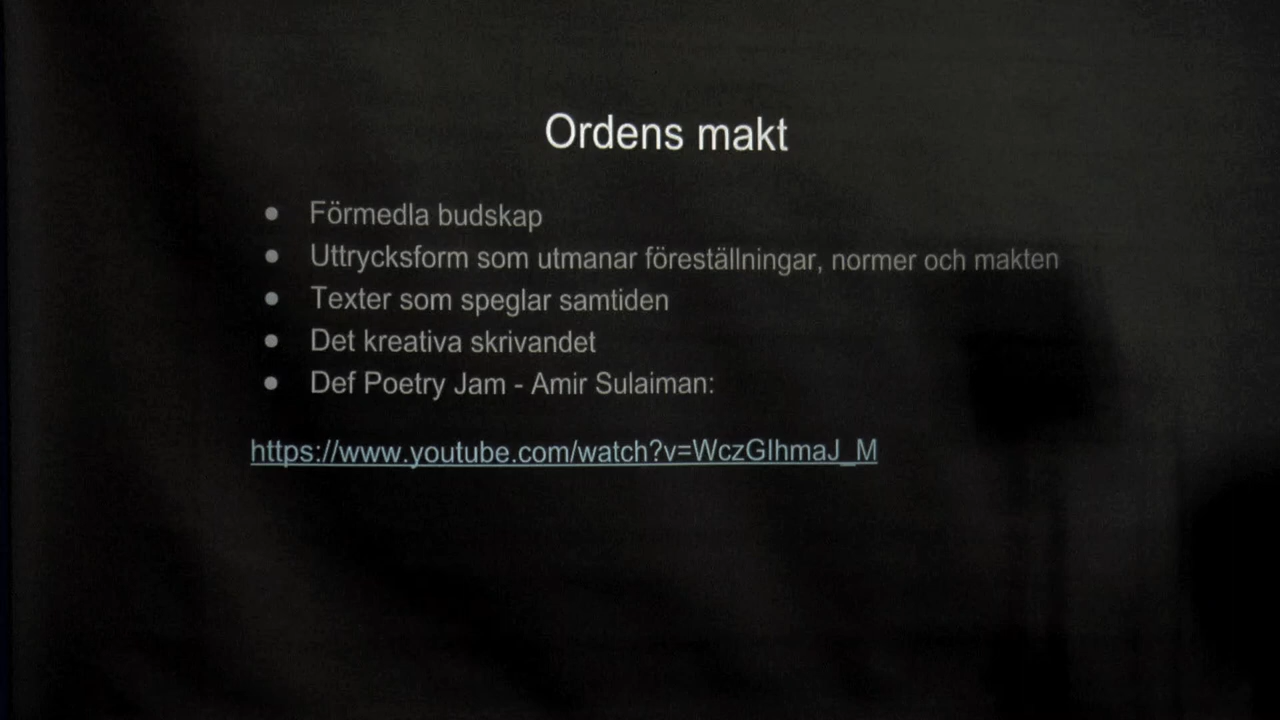 Ordens makt
● Förmedla budskap
● Uttrycksform som utmanar föreställningar, normer och makten
● Texter som speglar samtiden
● Det kreativa skrivandet
● Def Poetry Jam - Amir Sulaiman:
https://www.youtube.com/watch?v=WczGIhmaJ_M